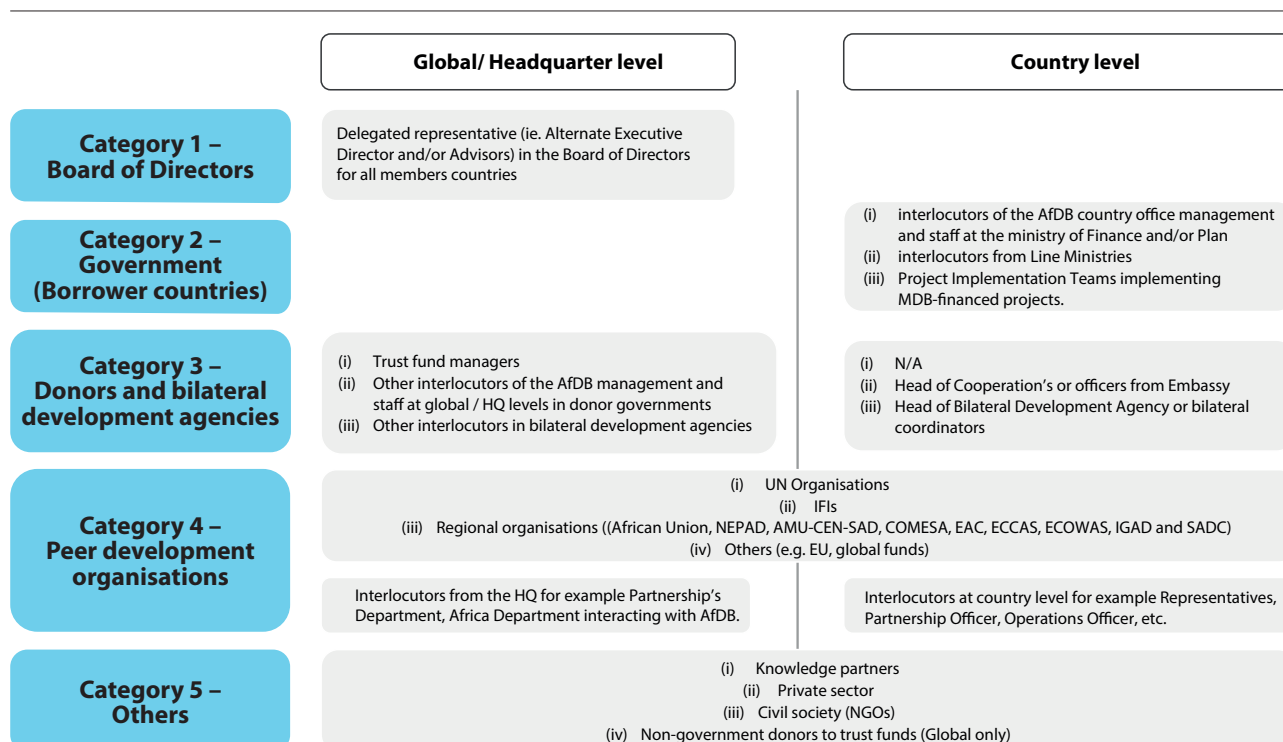 Global/ Headquarter level
Country level
Category 1 –
Board of Directors
Delegated representative (ie. Alternate Executive
Director and/or Advisors) in the Board of Directors
for all members countries
Category 2 –
Government
(Borrower countries)
(i) interlocutors of the AfDB country office management
and staff at the ministry of Finance and/or Plan
(ii) interlocutors from Line Ministries
(iii) Project Implementation Teams implementing
MDB-financed projects.
Category 3 –
Donors and bilateral
development agencies
(i) Trust fund managers
(ii) Other interlocutors of the AfDB management and
staff at global / HQ levels in donor governments
(iii) Other interlocutors in bilateral development agencies
(i) N/A
(ii) Head of Cooperation's or officers from Embassy
(iii) Head of Bilateral Development Agency or bilateral
coordinators
Category 4 –
Peer development
organisations
(i) UN Organisations
(ii) IFIs
(iii) Regional organisations ((African Union, NEPAD, AMU-CEN-SAD, COMESA, EAC, ECCAS, ECOWAS, IGAD and SADC)
(iv) Others (e.g. EU, global funds)
Interlocutors from the HQ for example Partnership's
Department, Africa Department interacting with AfDB.
Interlocutors at country level for example Representatives,
Partnership Officer, Operations Officer, etc.
Category 5 –
Others
(i) Knowledge partners
(ii) Private sector
(iii) Civil society (NGOs)
(iv) Non-government donors to trust funds (Global only)